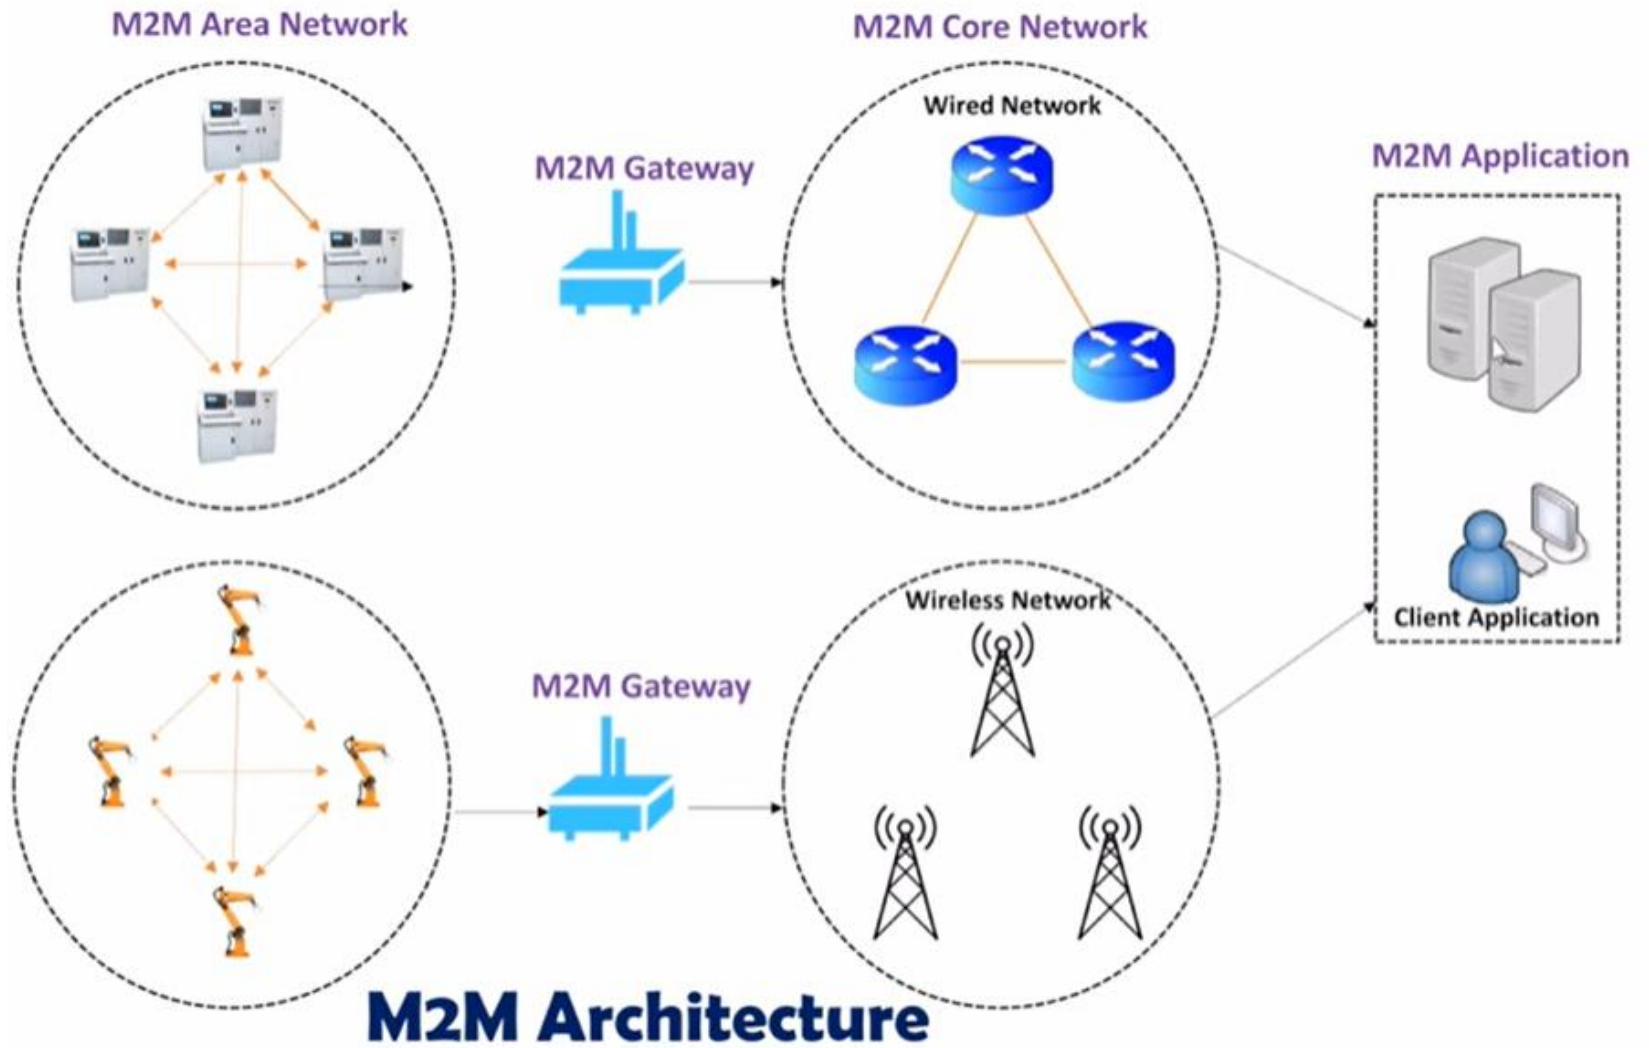 M2M Area Network
M2M Core Network
Wired Network
M2M Gateway
M2M Application
Client Application
Wireless Network
M2M Gateway
M2M Architecture